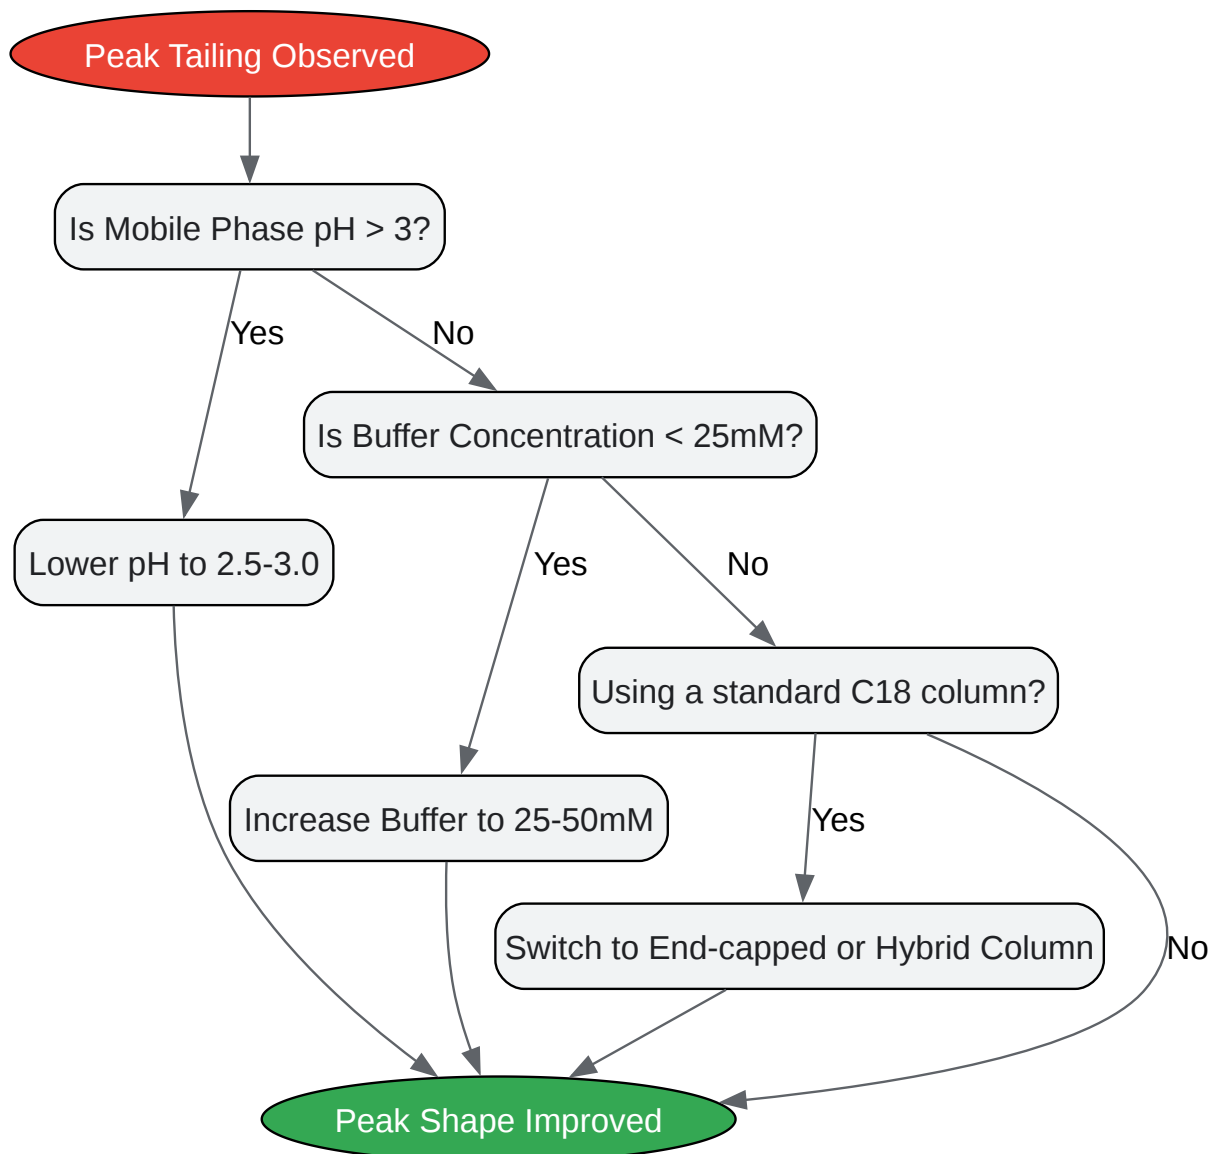 Peak Tailing Observed
Is Mobile Phase pH > 3?
Yes
No
Is Buffer Concentration < 25mM?
Lower pH to 2.5-3.0
Yes
No
Using a standard C18 column?
Increase Buffer to 25-50mM
Yes
Switch to End-capped or Hybrid Column
No
Peak Shape Improved